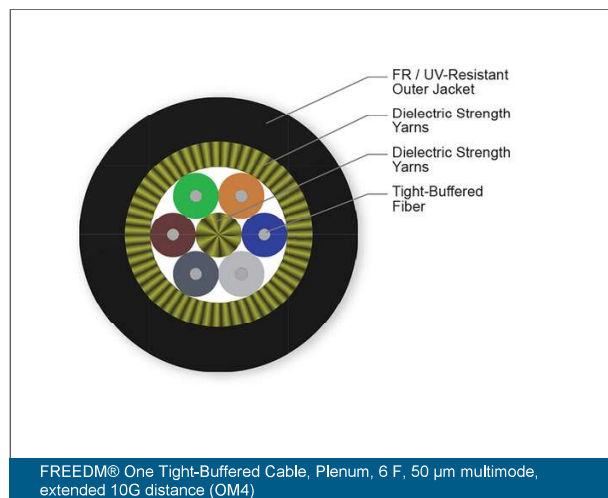 FR / UV-Resistant
Outer Jacket
Dielectric Strength
Yarns
Dielectric Strength
Yarns
Tight-Buffered
Fiber
FREEDM® One Tight-Buffered Cable, Plenum, 6 F, 50 µm multimode,
extended 10G distance (OM4)